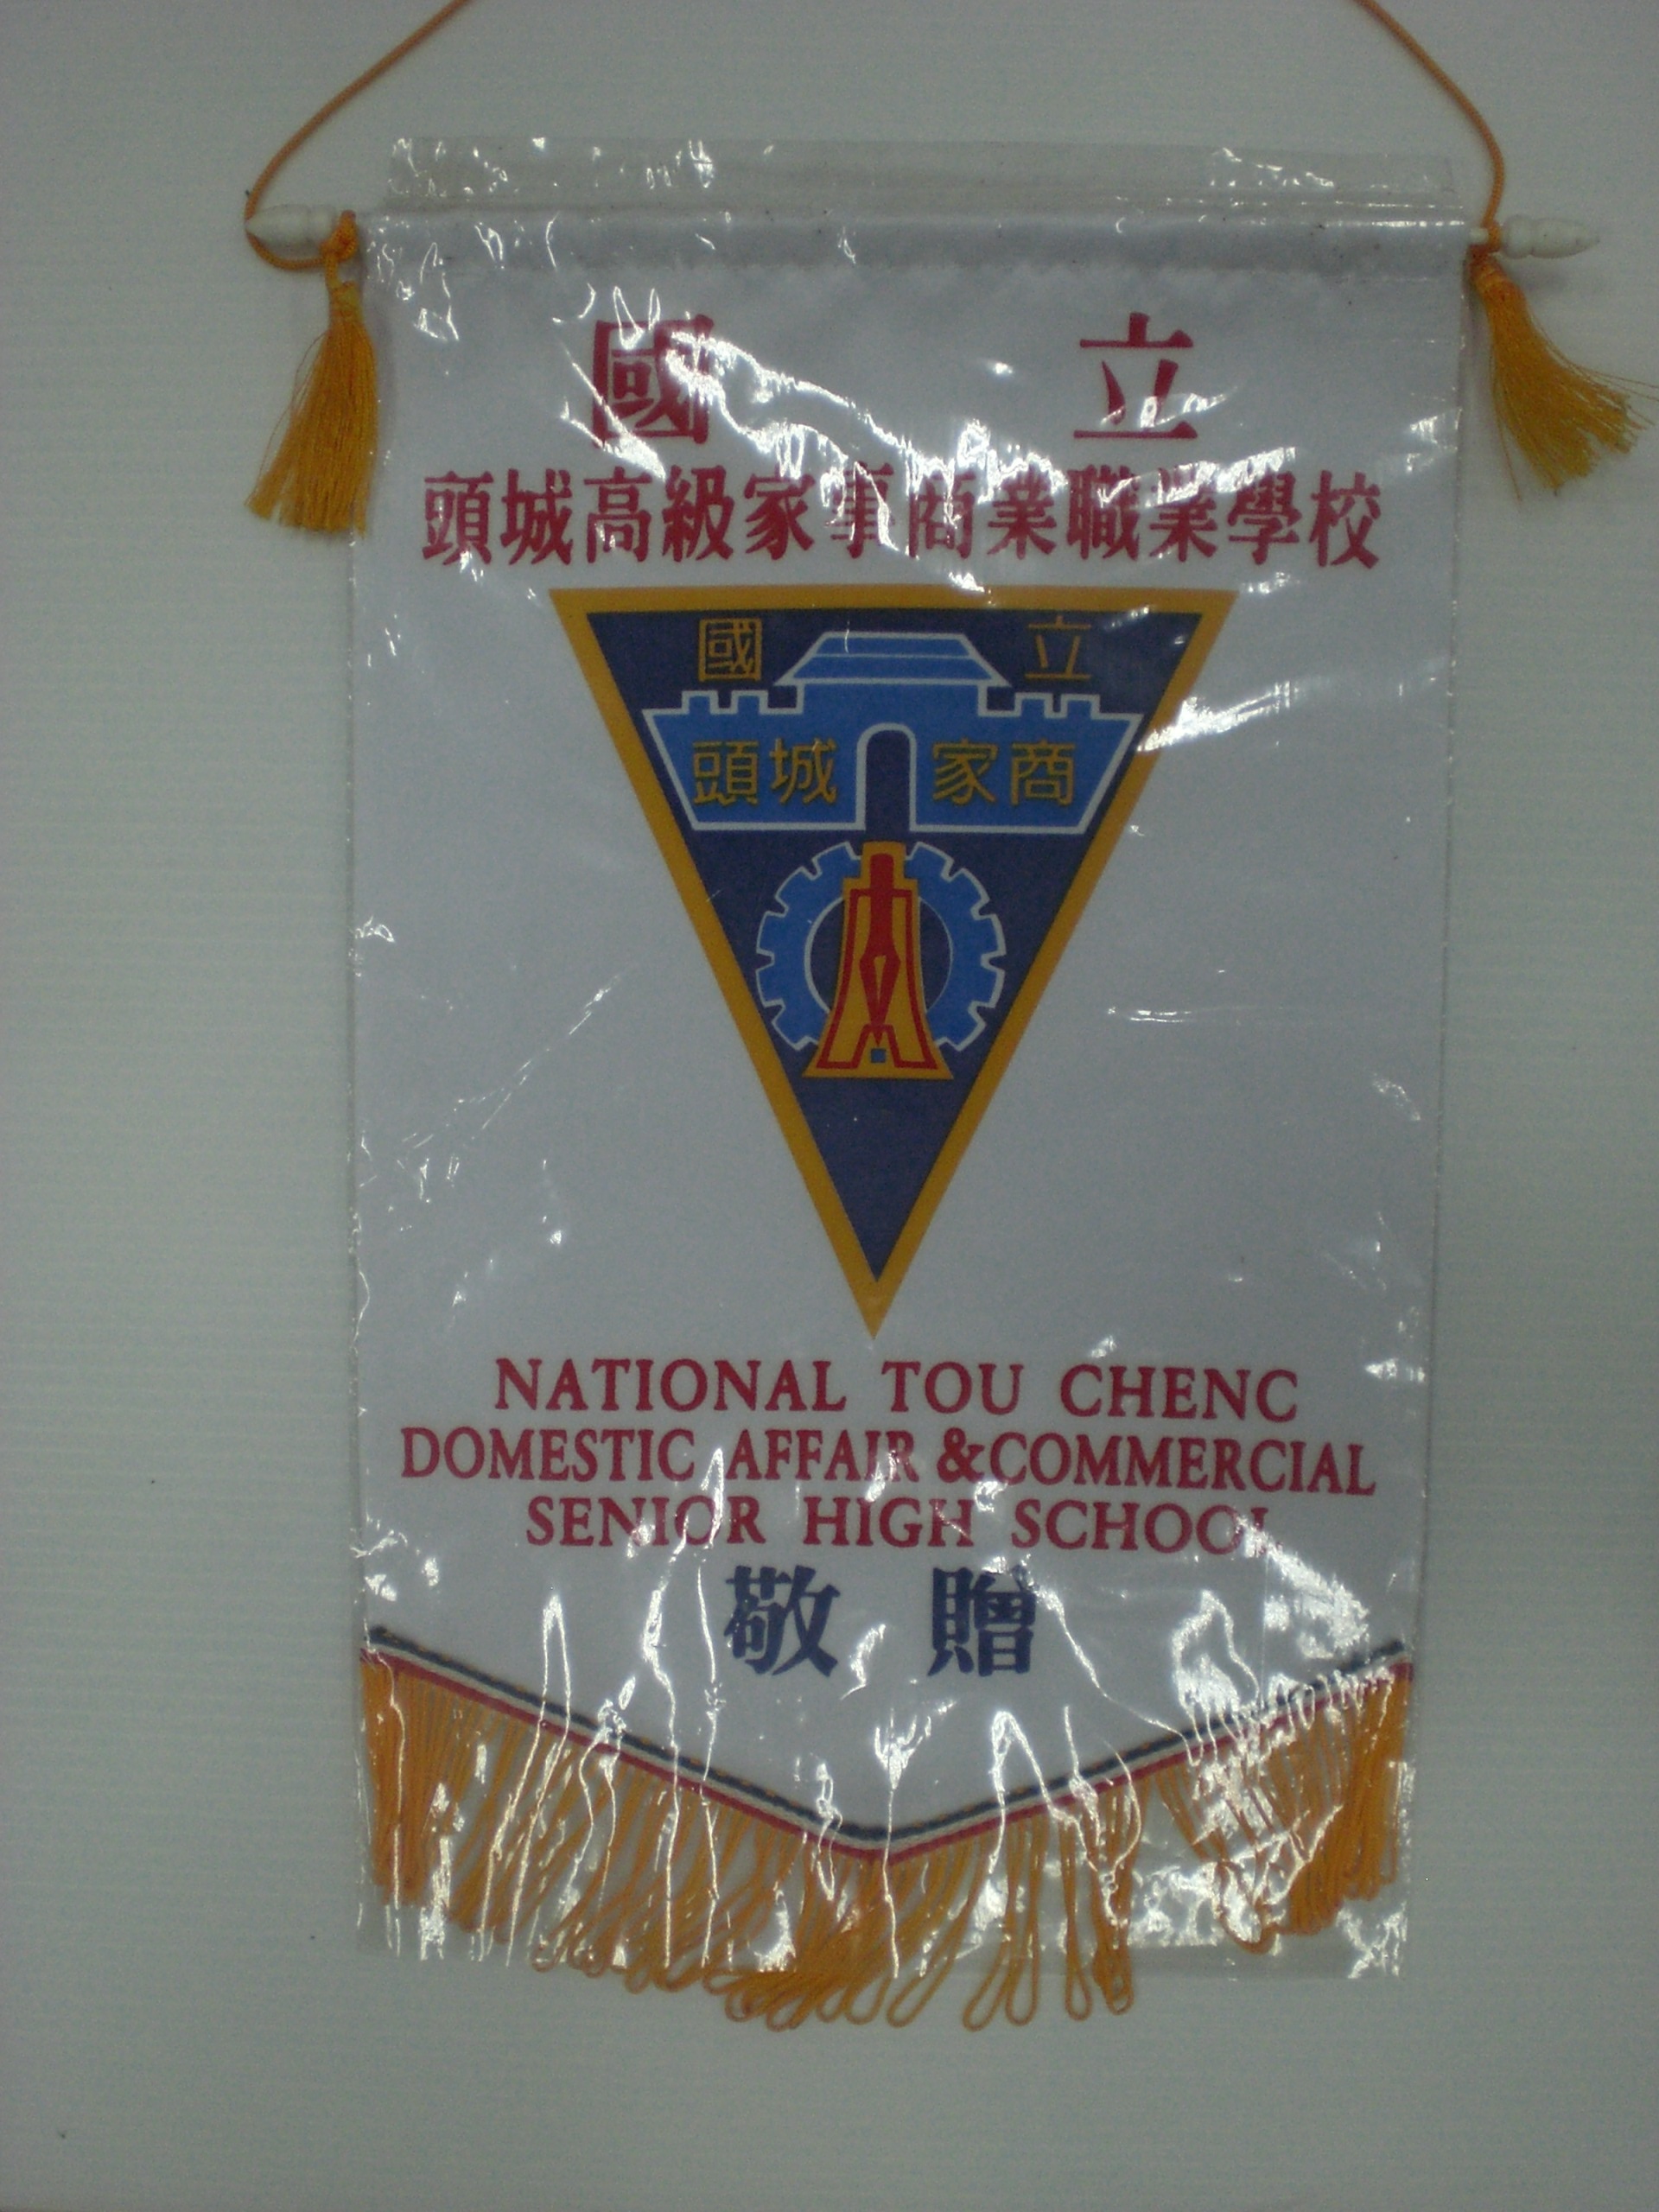 國 立
頭城高級家事商業職業學校
國 立
頭城 家商
NATIONAL TOU CHENC
DOMESTIC AFFAIR &COMMERCIAL
SENIOR HIGH SCHOOL
敬 贈